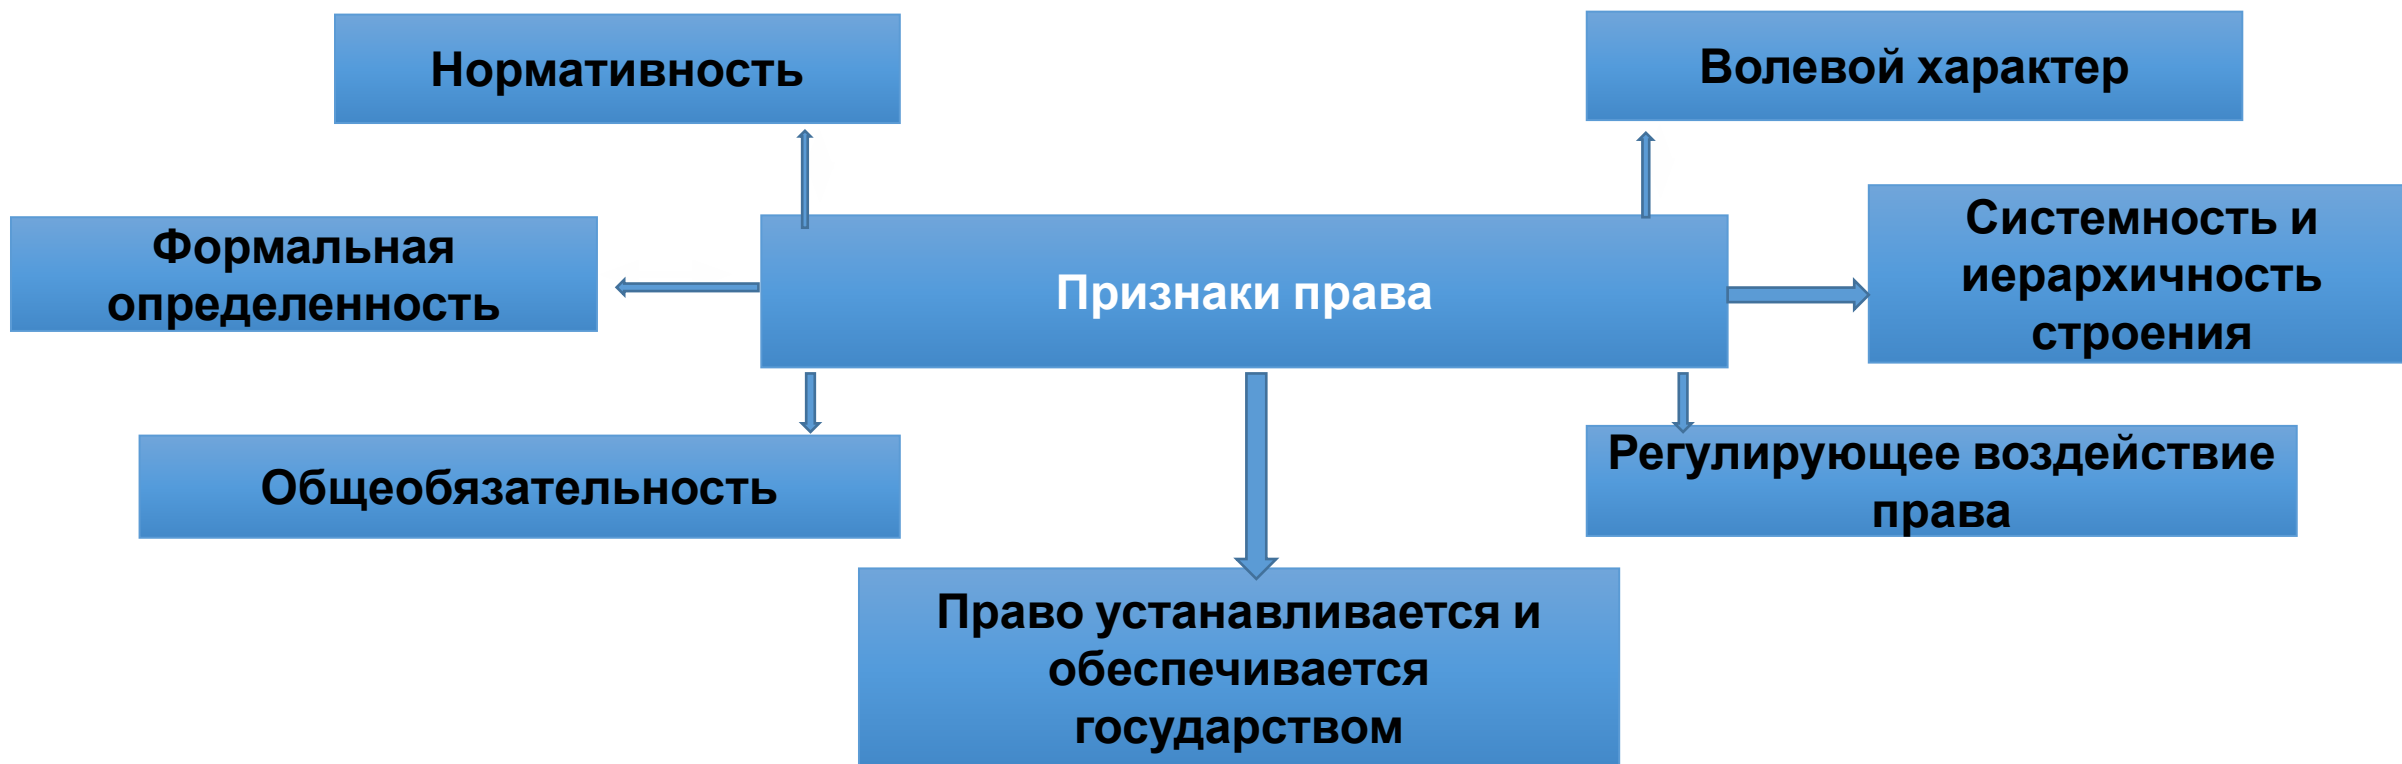 Нормативность
Волевой характер
Формальная
определенность
Признаки права
Системность и
иерархичность
строения
Общеобязательность
Регулирующее воздействие
права
Право устанавливается и
обеспечивается
государством